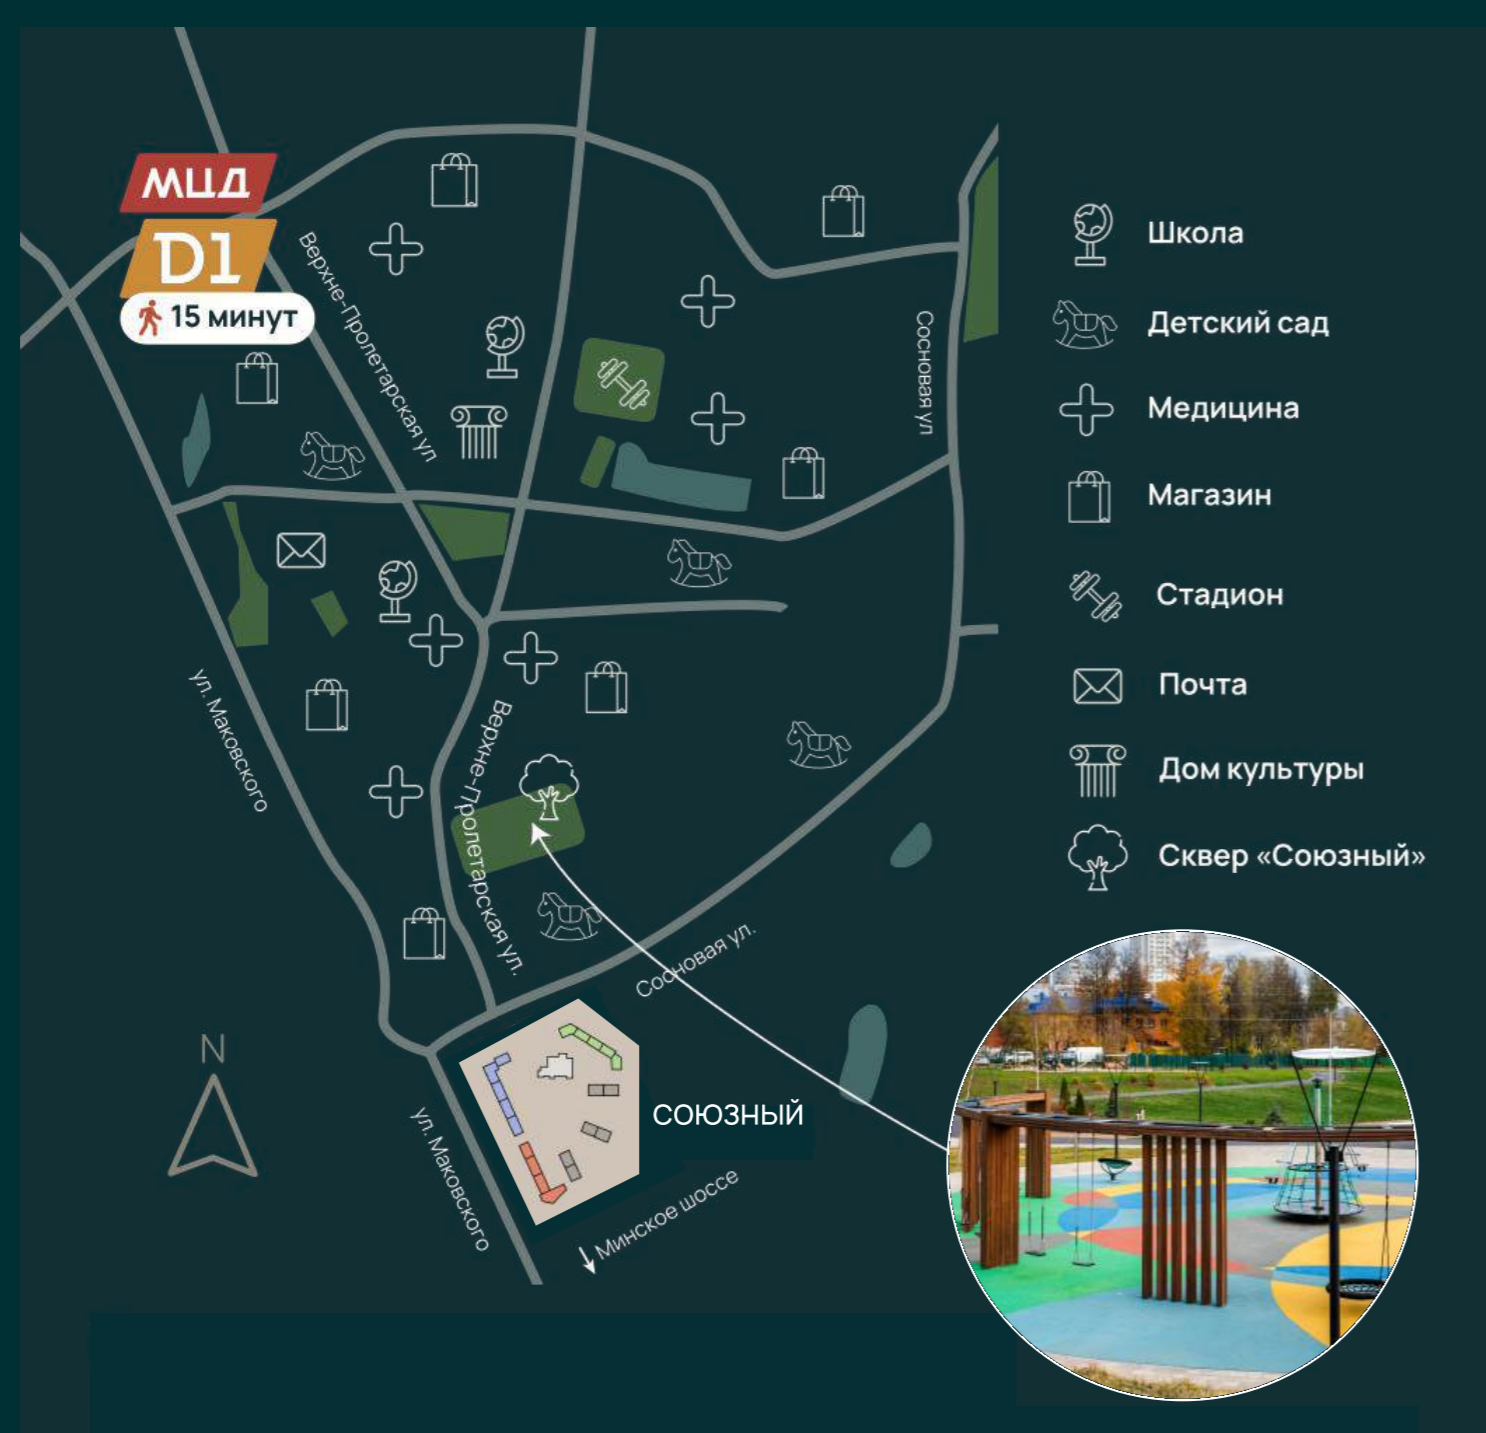 МЦД
D1
15 минут
Верхне-Пролетарская ул
Сосновая ул
ул. Маковского
Верхне-Пролетарская ул.
Сосновая ул.
СОЮЗНЫЙ
ул. Маковского
Минское шоссе
N
Школа
Детский сад
Медицина
Магазин
Стадион
Почта
Дом культуры
Сквер «Союзный»